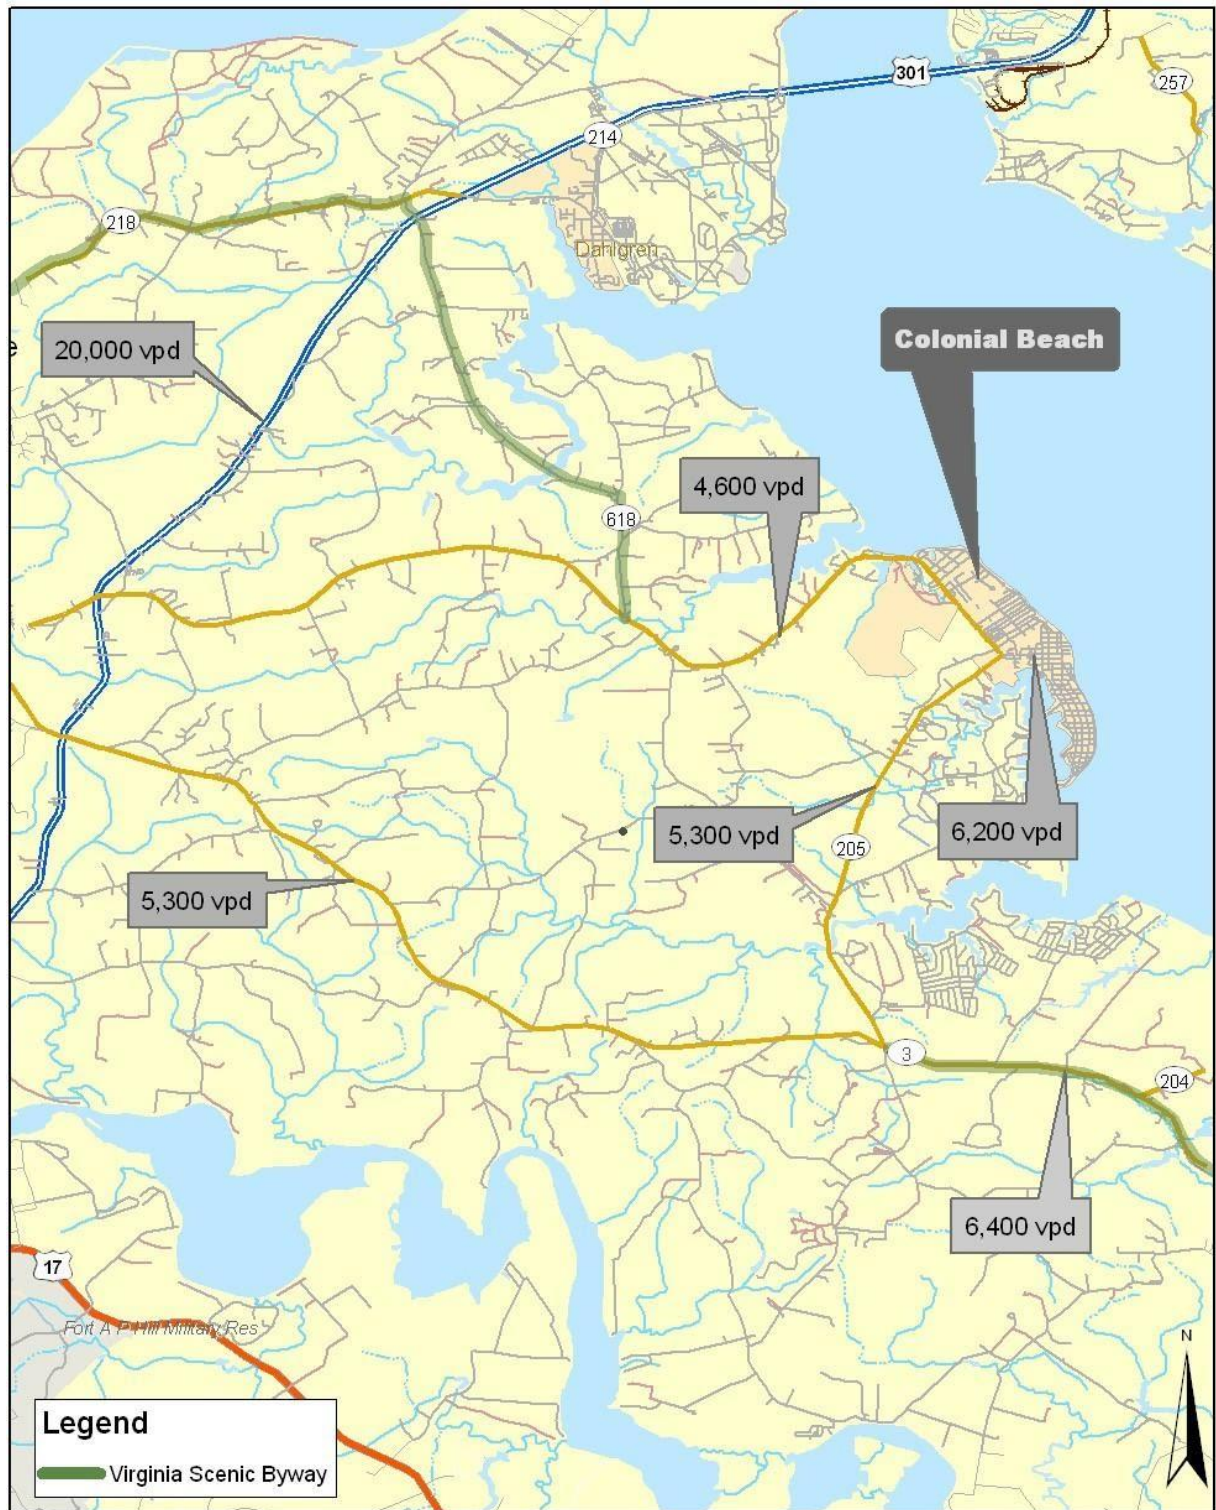 301
257
214
218
Dahlgren
e
20,000 vpd
Colonial Beach
4,600 vpd
618
5,300 vpd
6,200 vpd
205
5,300 vpd
3
204
6,400 vpd
17
Fort A P Hill Military Res
N
Legend
Virginia Scenic Byway